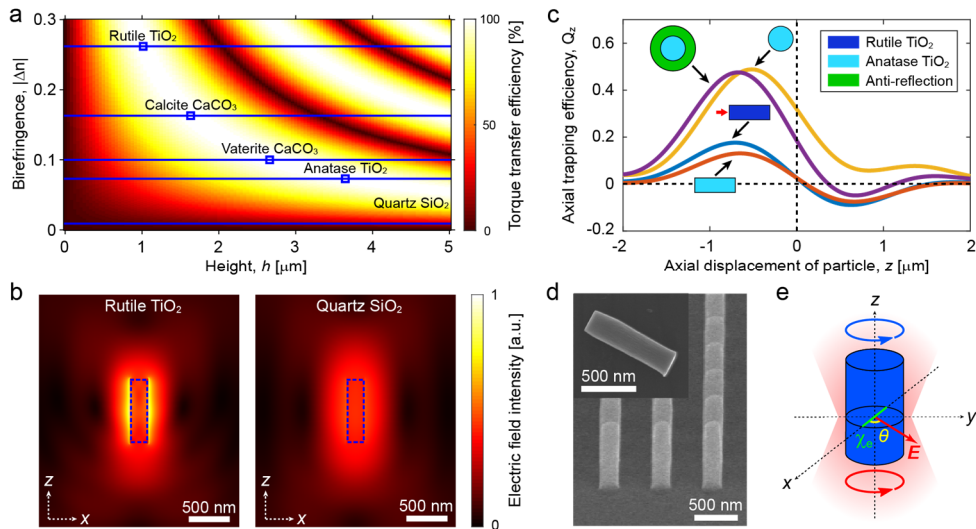 a
Rutile TiO₂
Calcite CaCO₃
Vaterite CaCO₃
Anatase TiO₂
Quartz SiO₂
0.3
0.2
0.1
0
Birefringence, |Δn|
0 1 2 3 4 5
Height, h [μm]
100
50
0
Torque transfer efficiency [%]
b
Rutile TiO₂
z
x
500 nm
Quartz SiO₂
z
x
500 nm
1
0
Electric field intensity [a.u.]
c
Axial trapping efficiency, Q_z
0.6
0.4
0.2
0
-0.2
Rutile TiO₂
Anatase TiO₂
Anti-reflection
-2 -1 0 1 2
Axial displacement of particle, z [μm]
d
500 nm
500 nm
e
z
y
x
χₑ
θ
E